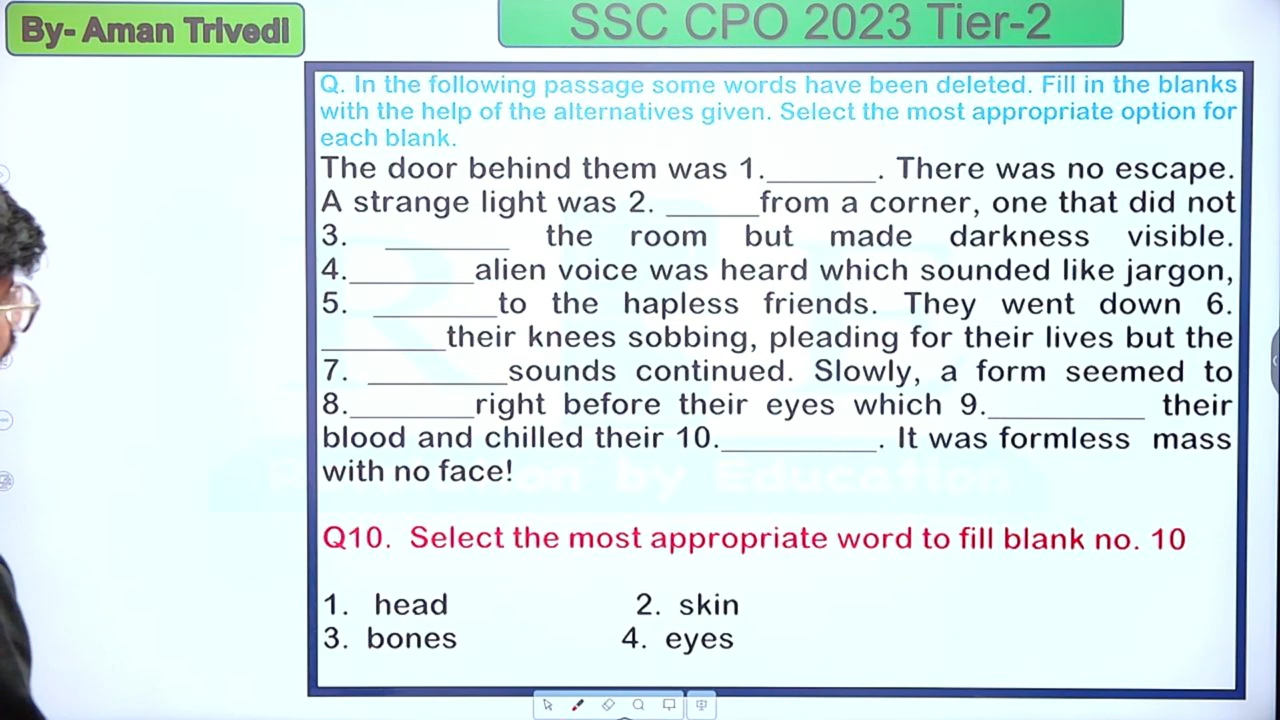 By- Aman Trivedi
SSC CPO 2023 Tier-2
Q. In the following passage some words have been deleted. Fill in the blanks
with the help of the alternatives given. Select the most appropriate option for
each blank.
The door behind them was 1._______. There was no escape.
A strange light was 2. ______from a corner, one that did not
3. ________ the room but made darkness visible.
4.________alien voice was heard which sounded like jargon,
5. ________to the hapless friends. They went down 6.
________their knees sobbing, pleading for their lives but the
7. _________sounds continued. Slowly, a form seemed to
8.________right before their eyes which 9.__________ their
blood and chilled their 10.__________. It was formless mass
with no face!
by Education
Q10. Select the most appropriate word to fill blank no. 10
1. head 2. skin
3. bones 4. eyes